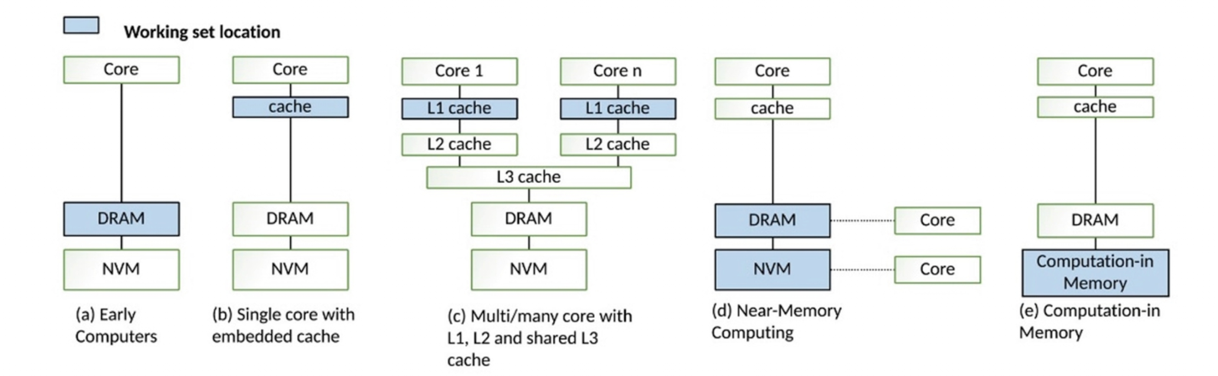 Working set location
Core
DRAM
NVM
(a) Early
Computers
Core
cache
DRAM
NVM
(b) Single core with
embedded cache
Core 1
Core n
L1 cache
L1 cache
L2 cache
L2 cache
L3 cache
DRAM
NVM
(c) Multi/many core with
L1, L2 and shared L3
cache
Core
cache
DRAM
Core
NVM
Core
(d) Near-Memory
Computing
Core
cache
DRAM
Computation-in
Memory
(e) Computation-in
Memory